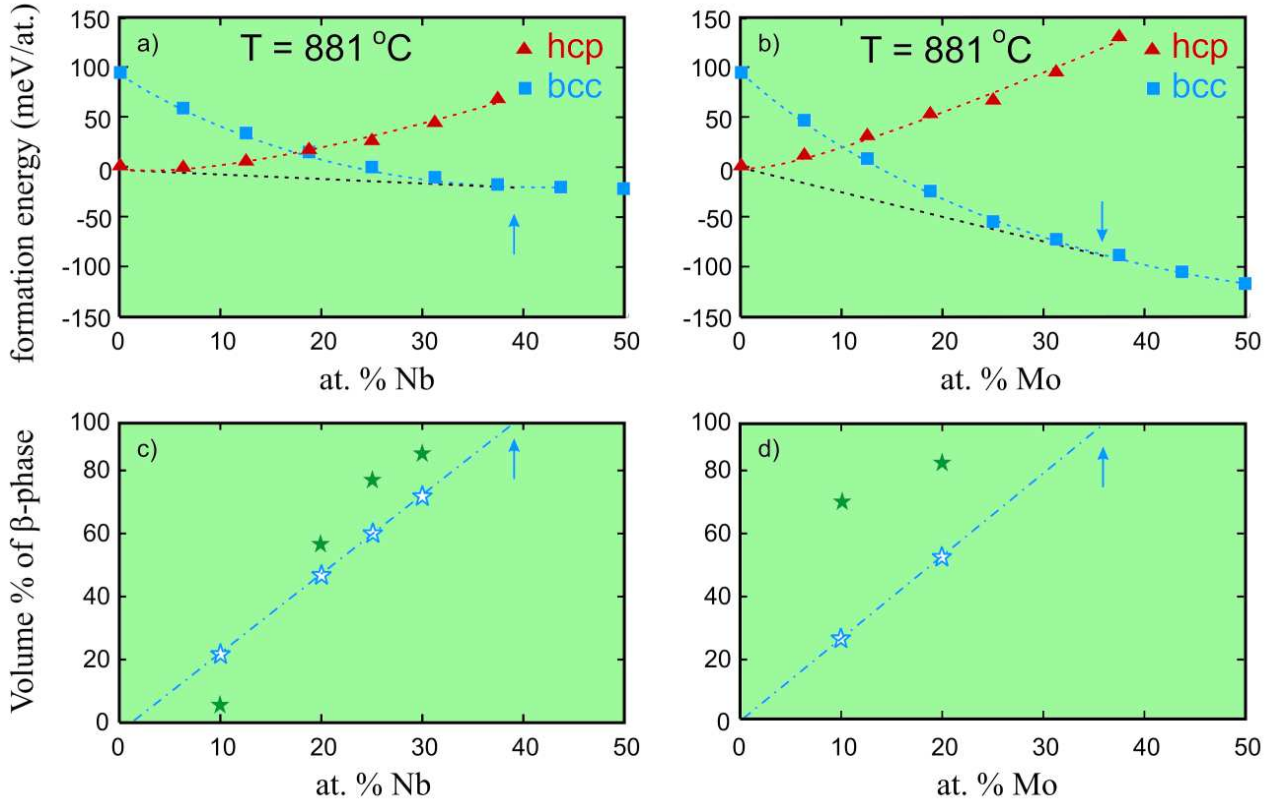 formation energy (meV/at.)
150
100
50
0
-50
-100
-150
a)
T = 881 °C
hcp
bcc
0 10 20 30 40 50
at. % Nb
150
100
50
0
-50
-100
-150
b)
T = 881 °C
hcp
bcc
0 10 20 30 40 50
at. % Mo
Volume % of β-phase
100
80
60
40
20
0
c)
0 10 20 30 40 50
at. % Nb
100
80
60
40
20
0
d)
0 10 20 30 40 50
at. % Mo